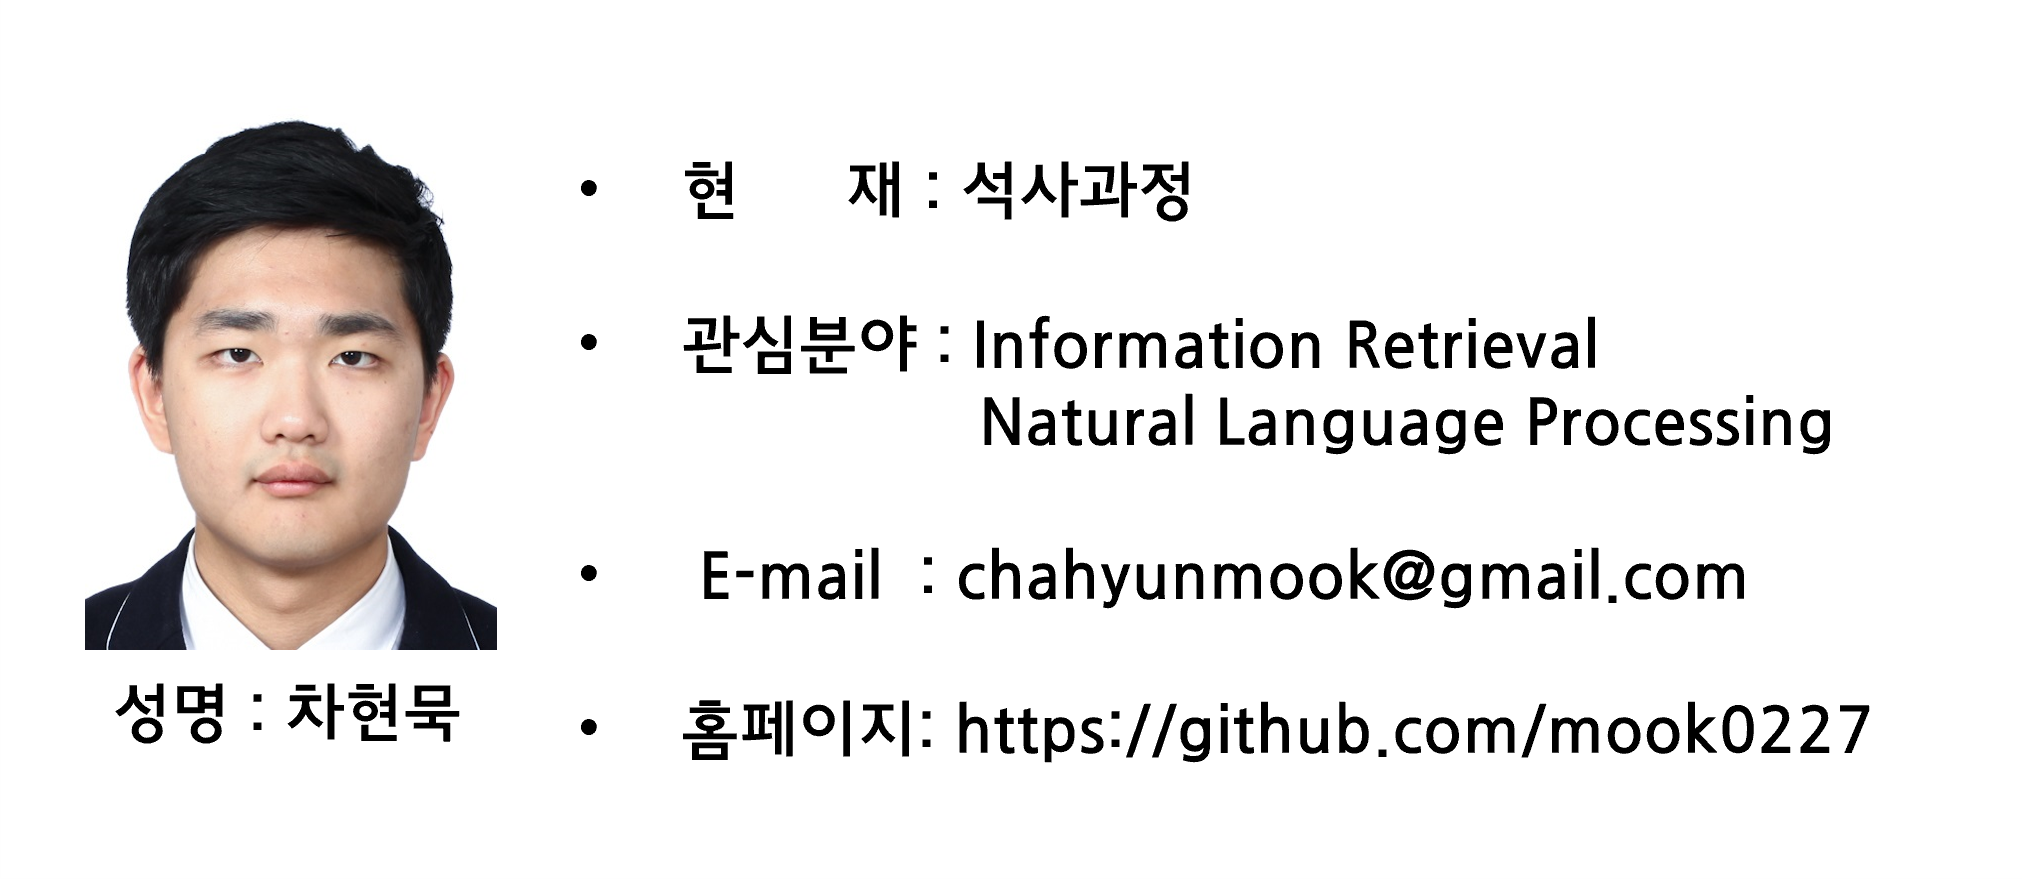 현 재 : 석사과정
관심분야 : Information Retrieval
Natural Language Processing
E-mail : chahyunmook@gmail.com
홈페이지: https://github.com/mook0227
성명 : 차현묵